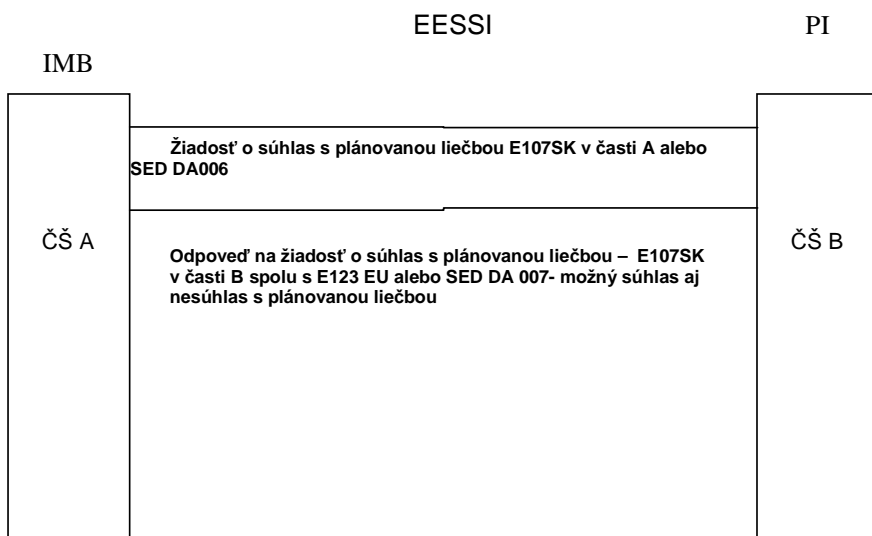 EESSI
PI
IMB
Žiadosť o súhlas s plánovanou liečbou E107SK v časti A alebo
SED DA006
ČŠ A
ČŠ B
Odpoveď na žiadosť o súhlas s plánovanou liečbou – E107SK
v časti B spolu s E123 EU alebo SED DA 007- možný súhlas aj
nesúhlas s plánovanou liečbou